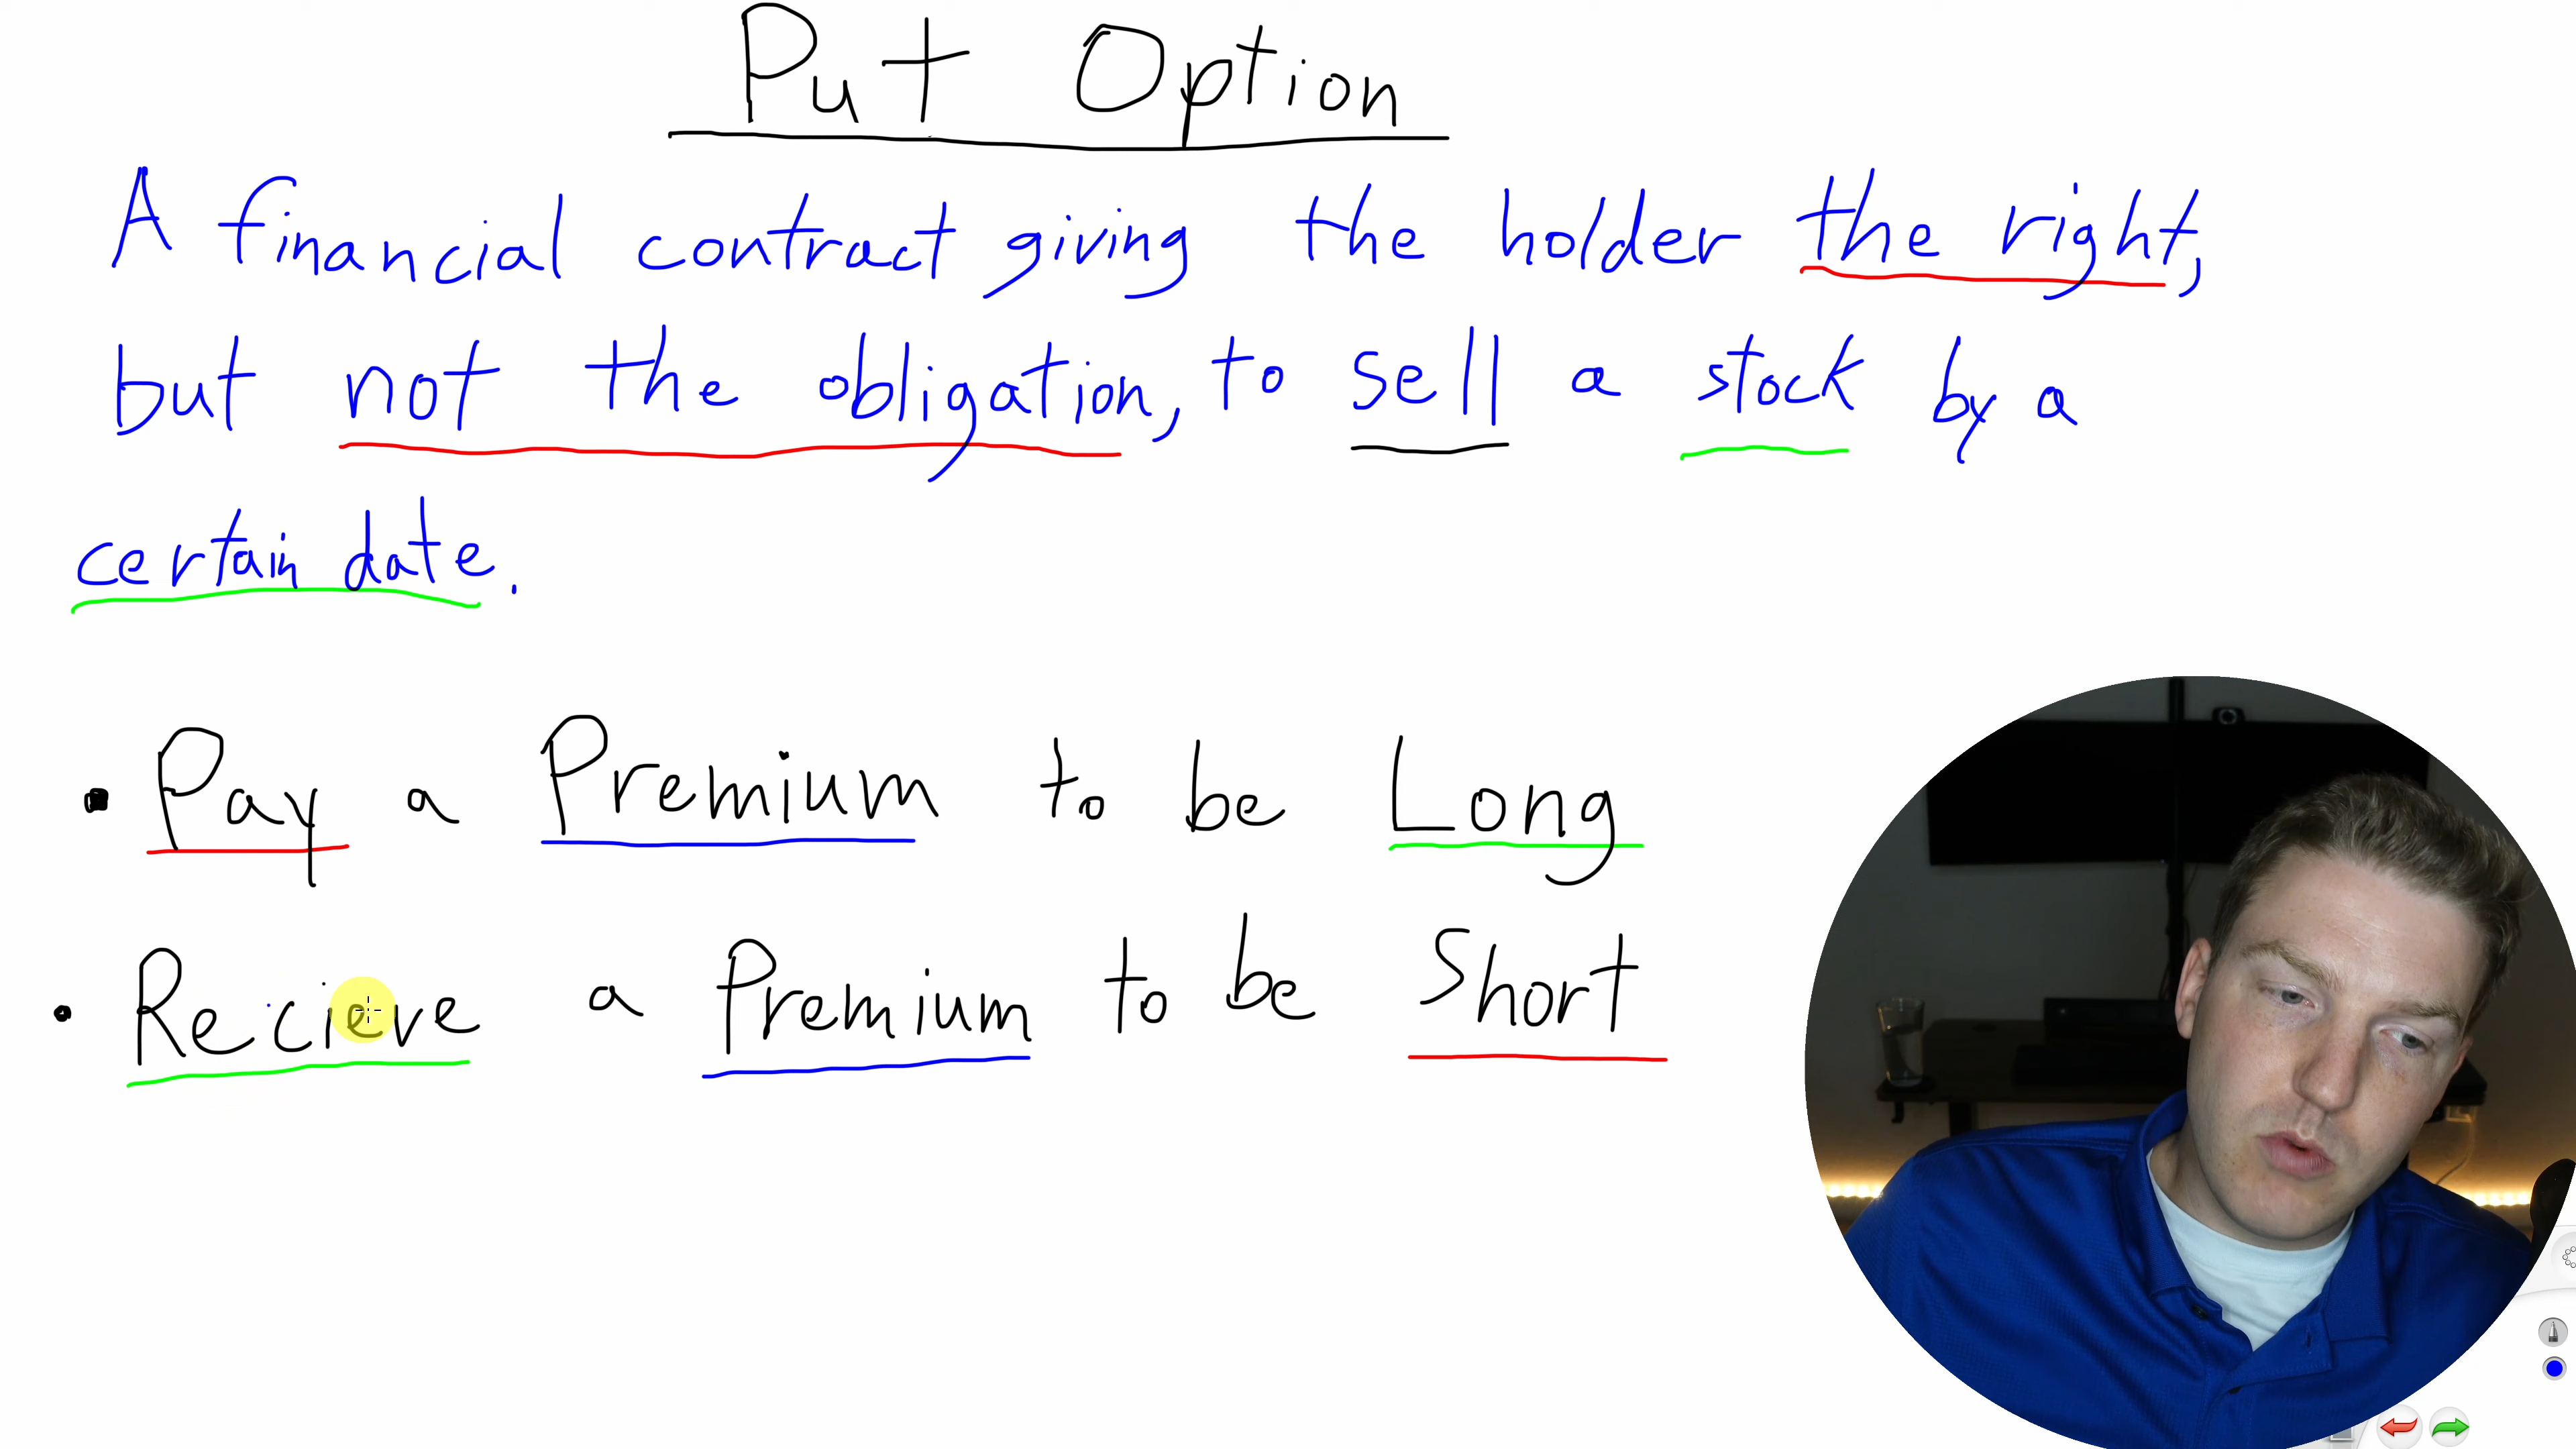 Put Option
A financial contract giving the holder the right,
but not the obligation, to sell a stock by a
certain date.
• Pay a Premium to be Long
• Recieve a Premium to be Short